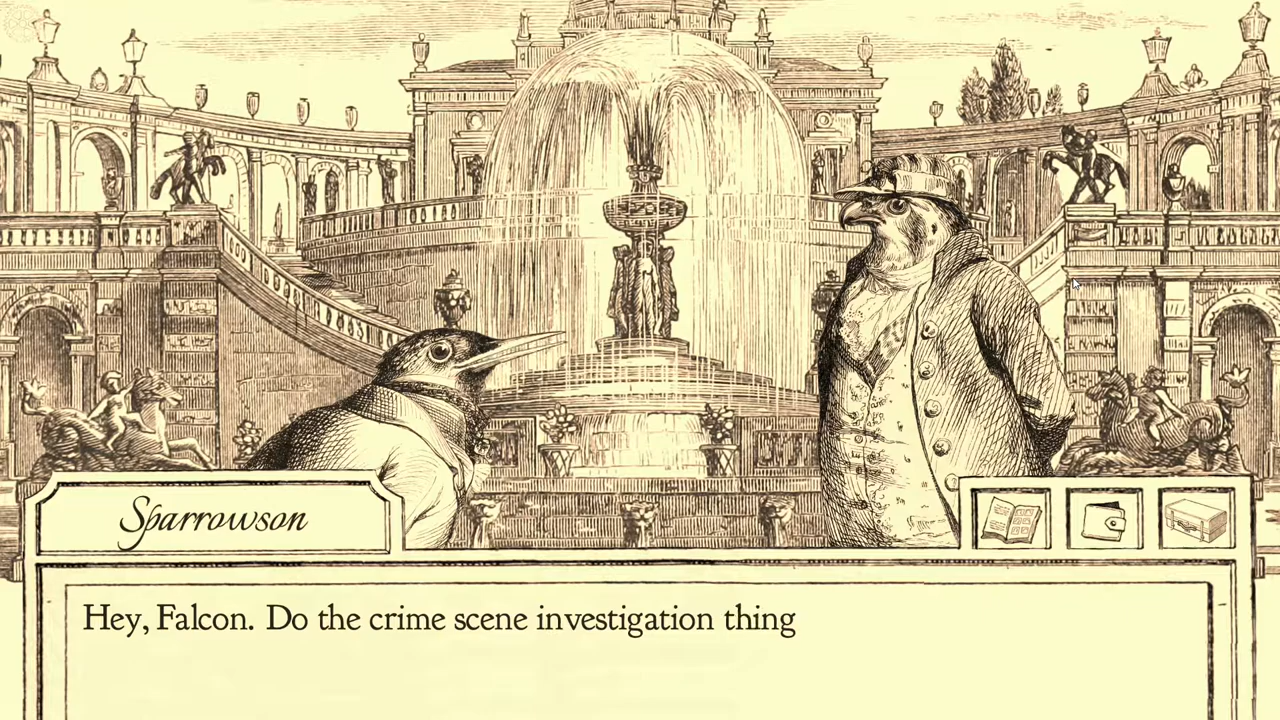 Sparrowson
Hey, Falcon. Do the crime scene investigation thing